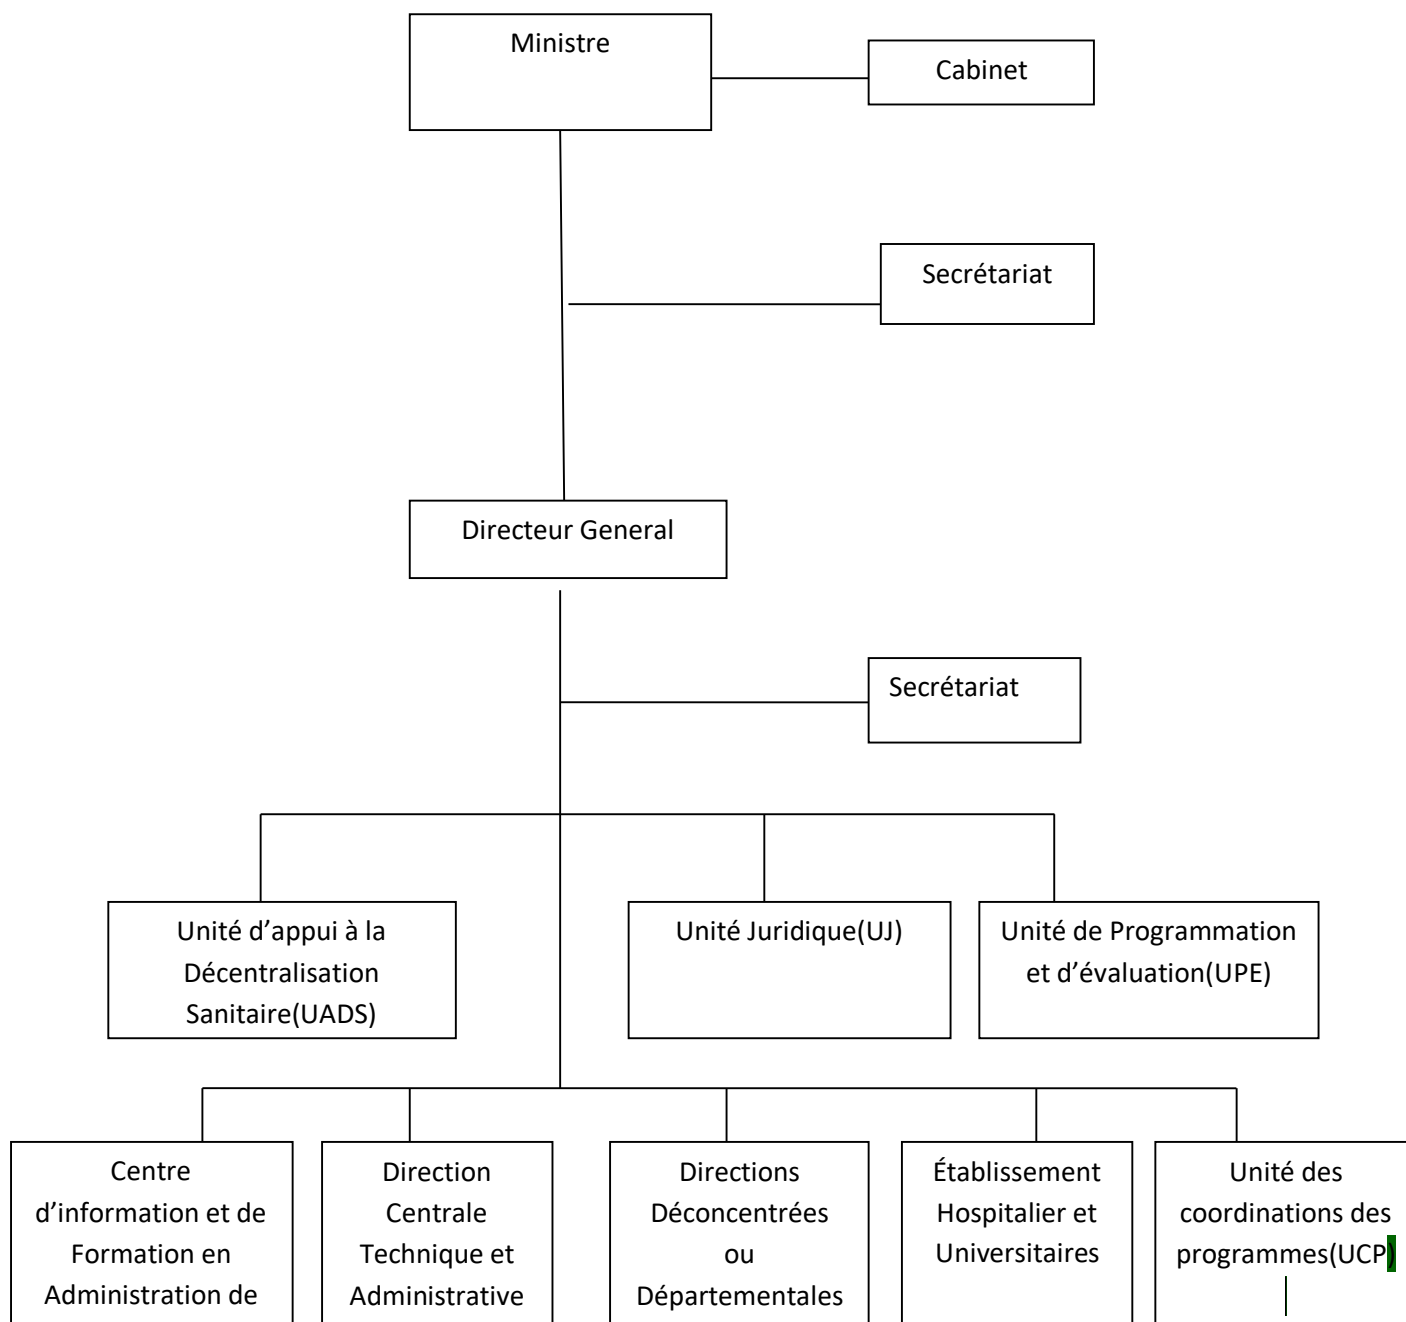 Ministre
Cabinet
Secrétariat
Directeur General
Secrétariat
Unité d’appui à la
Décentralisation
Sanitaire(UADS)
Unité Juridique(UJ)
Unité de Programmation
et d’évaluation(UPE)
Centre
d’information et de
Formation en
Administration de
Direction
Centrale
Technique et
Administrative
Directions
Déconcentrées
ou
Départementales
Établissement
Hospitalier et
Universitaires
Unité des
coordinations des
programmes(UCP)